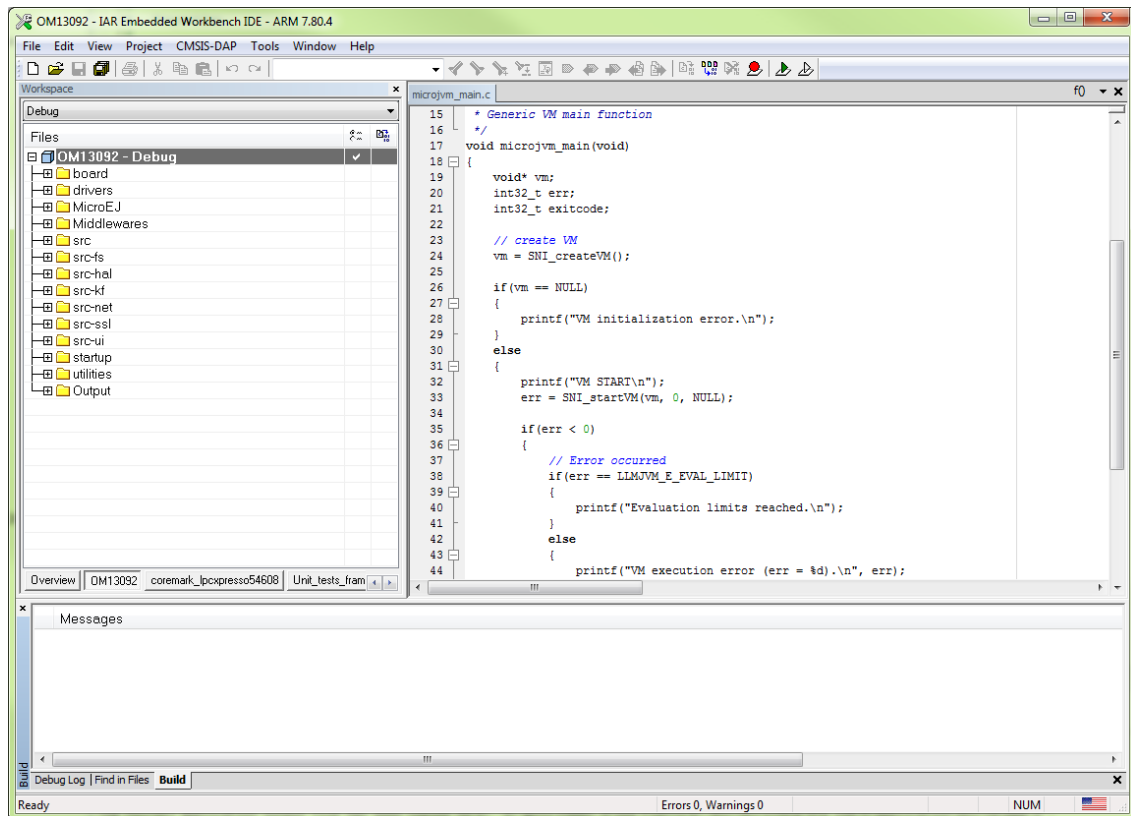 OM13092 - IAR Embedded Workbench IDE - ARM 7.80.4
File Edit View Project CMSIS-DAP Tools Window Help
Workspace
Debug
Files
OM13092 - Debug
board
drivers
MicroEJ
Middlewares
src
src-fs
src-hal
src-kf
src-net
src-ssl
src-ui
startup
utilities
Output
Overview OM13092 coremark_lpcxpresso54608 Unit_tests_fram
microjvm_main.c f()
15 * Generic VM main function
16 */
17 void microjvm_main(void)
18 {
19 void* vm;
20 int32_t err;
21 int32_t exitcode;
22
23 // create VM
24 vm = SNI_createVM();
25
26 if(vm == NULL)
27 {
28 printf("VM initialization error.\n");
29 }
30 else
31 {
32 printf("VM START\n");
33 err = SNI_startVM(vm, 0, NULL);
34
35 if(err < 0)
36 {
37 // Error occurred
38 if(err == LLMJVM_E_EVAL_LIMIT)
39 {
40 printf("Evaluation limits reached.\n");
41 }
42 else
43 {
44 printf("VM execution error (err = %d).\n", err);
Messages
Build
Debug Log Find in Files Build
Ready Errors 0, Warnings 0 NUM